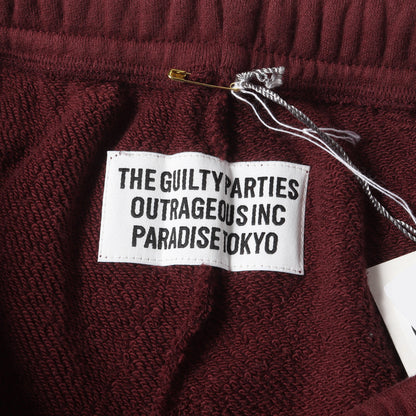 THE GUILTY PARTIES
OUTRAGEOUS INC
PARADISE TOKYO